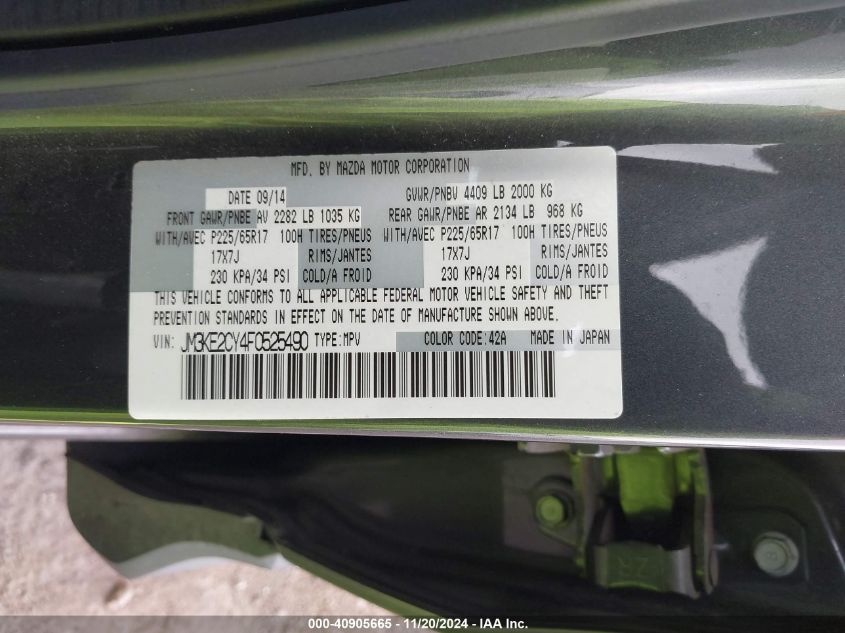 MFD. BY MAZDA MOTOR CORPORATION
DATE 09/14 GVWR/PNBV 4409 LB 2000 KG
FRONT GAWR/PNBE AV 2282 LB 1035 KG REAR GAWR/PNBE AR 2134 LB 968 KG
WITH/AVEC P225/65R17 100H TIRES/PNEUS WITH/AVEC P225/65R17 100H TIRES/PNEUS
17X7J RIMS/JANTES 17X7J RIMS/JANTES
230 KPA/34 PSI COLD/A FROID 230 KPA/34 PSI COLD/A FROID
THIS VEHICLE CONFORMS TO ALL APPLICABLE FEDERAL MOTOR VEHICLE SAFETY AND THEFT
PREVENTION STANDARDS IN EFFECT ON THE DATE OF MANUFACTURE SHOWN ABOVE.
VIN: JM3KE2CY4F0525490 TYPE:MPV COLOR CODE:42A MADE IN JAPAN
ZR
000-40905665 - 11/20/2024 - IAA Inc.